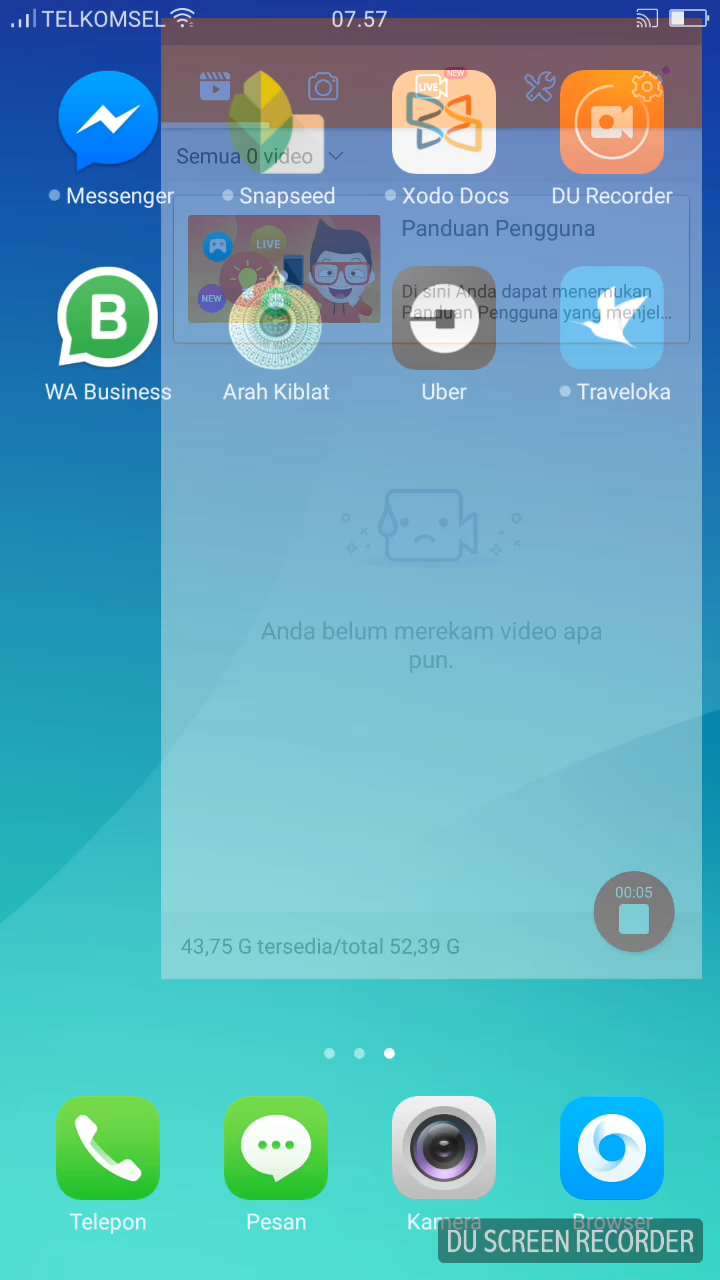 TELKOMSEL
07.57
NEW
LIVE
Semua 0 video
Messenger
Snapseed
Xodo Docs
DU Recorder
Panduan Pengguna
LIVE
NEW
Di sini Anda dapat menemukan
Panduan Pengguna yang menjel...
B
WA Business
Arah Kiblat
Uber
Traveloka
Anda belum merekam video apa
pun.
00:05
43,75 G tersedia/total 52,39 G
Telepon
Pesan
Kamera
Browser
DU SCREEN RECORDER